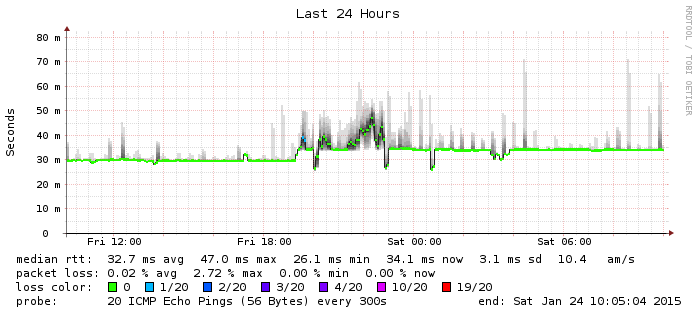 Last 24 Hours
RRDTOOL / TOBI OETIKER
Seconds
80 m
70 m
60 m
50 m
40 m
30 m
20 m
10 m
0
Fri 12:00 Fri 18:00 Sat 00:00 Sat 06:00
median rtt: 32.7 ms avg 47.0 ms max 26.1 ms min 34.1 ms now 3.1 ms sd 10.4 am/s
packet loss: 0.02 % avg 2.72 % max 0.00 % min 0.00 % now
loss color: 0 1/20 2/20 3/20 4/20 10/20 19/20
probe: 20 ICMP Echo Pings (56 Bytes) every 300s end: Sat Jan 24 10:05:04 2015